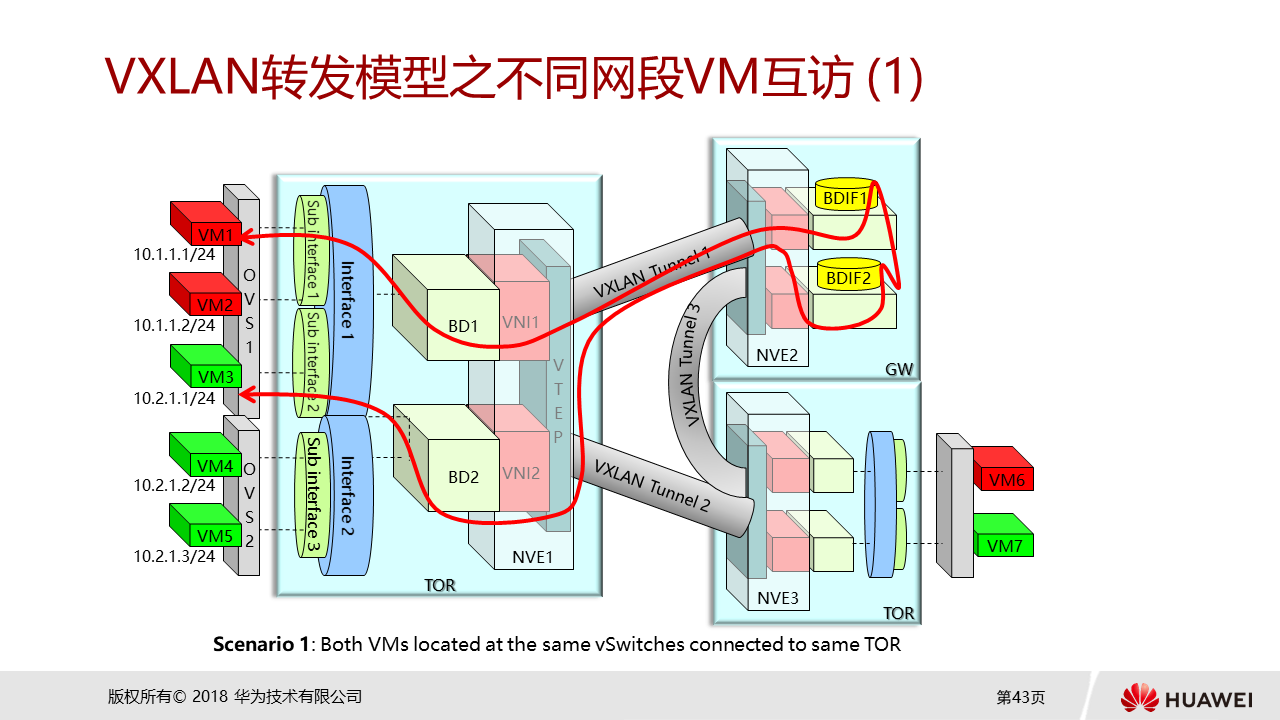 VXLAN转发模型之不同网段VM互访 (1)
VM1
10.1.1.1/24
VM2
10.1.1.2/24
VM3
10.2.1.1/24
VM4
10.2.1.2/24
VM5
10.2.1.3/24
OVS1
OVS2
Sub interface 1
Sub interface 2
Sub interface 3
Interface 1
Interface 2
BD1
VNI1
BD2
VNI2
VTEP
NVE1
TOR
VXLAN Tunnel 1
VXLAN Tunnel 3
VXLAN Tunnel 2
BDIF1
BDIF2
NVE2
GW
NVE3
TOR
VM6
VM7
Scenario 1: Both VMs located at the same vSwitches connected to same TOR
版权所有© 2018 华为技术有限公司
第43页
HUAWEI